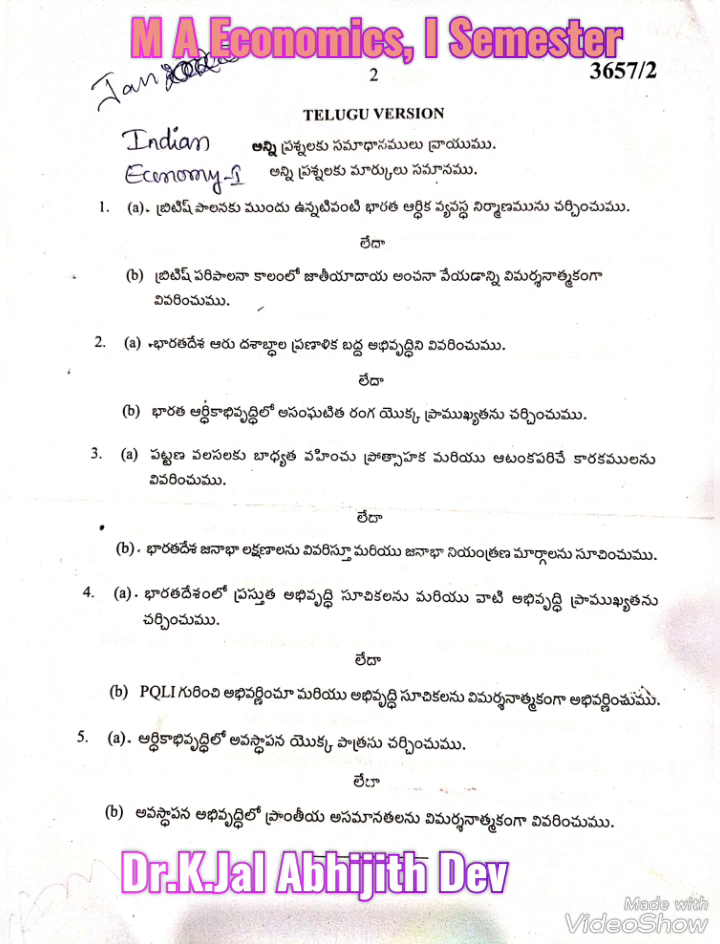 M A Economics, I Semester
Jan
2
3657/2
TELUGU VERSION
Indian
అన్ని ప్రశ్నలకు సమాధానములు వ్రాయుము.
Economy-I
అన్ని ప్రశ్నలకు మార్కులు సమానము.
1. (a). బ్రిటిష్ పాలనకు ముందు ఉన్నటివంటి భారత ఆర్థిక వ్యవస్థ నిర్మాణమును చర్చించుము.
లేదా
(b) బ్రిటిష్ పరిపాలనా కాలంలో జాతీయాదాయ అంచనా వేయడాన్ని విమర్శనాత్మకంగా
వివరించుము.
2. (a) భారతదేశ ఆరు దశాబ్ధాల ప్రణాళిక బద్ద అభివృద్ధిని వివరించుము.
లేదా
(b) భారత ఆర్థికాభివృద్ధిలో అసంఘటిత రంగ యొక్క ప్రాముఖ్యతను చర్చించుము.
3. (a) పట్టణ వలసలకు బాధ్యత వహించు ప్రోత్సాహక మరియు ఆటంకపరిచే కారకములను
వివరించుము.
లేదా
(b). భారతదేశ జనాభా లక్షణాలను వివరిస్తూ మరియు జనాభా నియంత్రణ మార్గాలను సూచించుము.
4. (a). భారతదేశంలో ప్రస్తుత అభివృద్ధి సూచికలను మరియు వాటి అభివృద్ధి ప్రాముఖ్యతను
చర్చించుము.
లేదా
(b) PQLI గురించి అభివర్ణించూ మరియు అభివృద్ధి సూచికలను విమర్శనాత్మకంగా అభివర్ణించుము.
5. (a). ఆర్థికాభివృద్ధిలో అవస్థాపన యొక్క పాత్రను చర్చించుము.
లేదా
(b) అవస్థాపన అభివృద్ధిలో ప్రాంతీయ అసమానతలను విమర్శనాత్మకంగా వివరించుము.
Dr.K.Jal Abhijith Dev
Made with
VideoShow